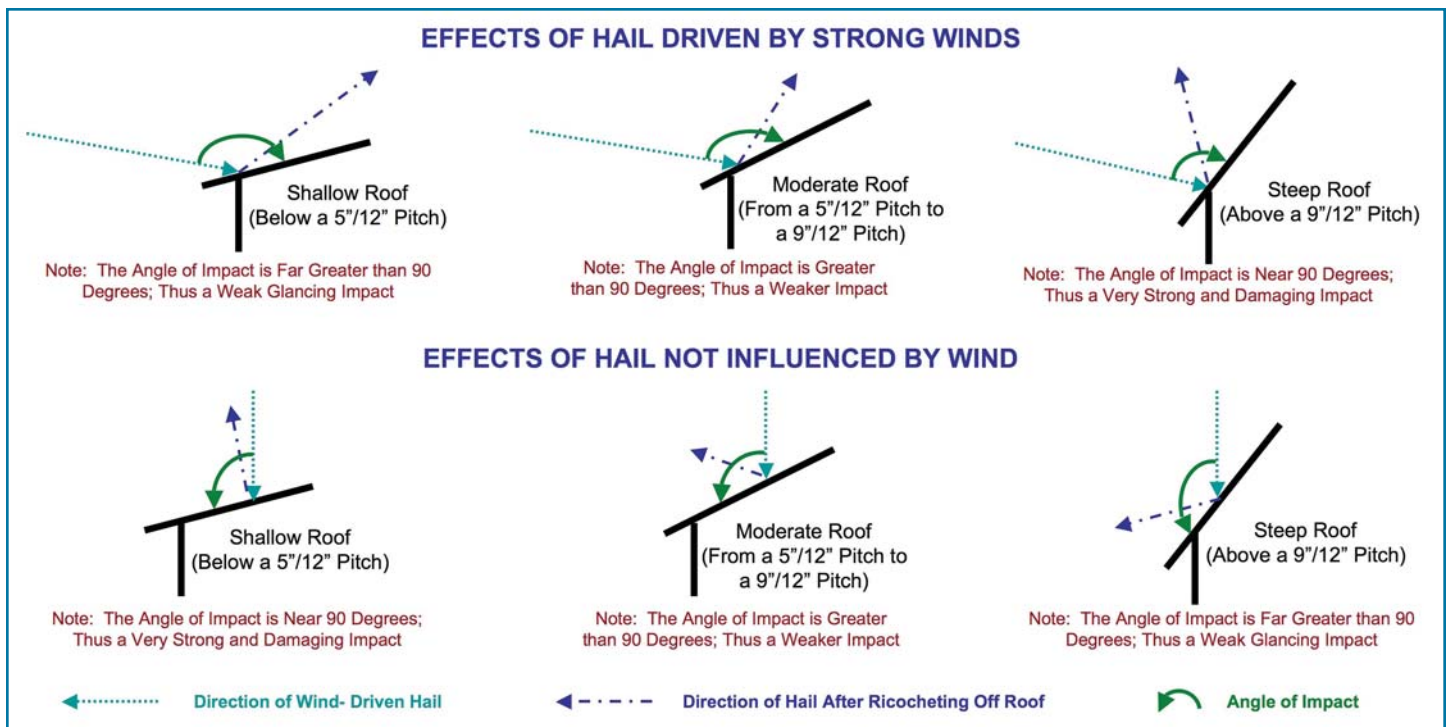 EFFECTS OF HAIL DRIVEN BY STRONG WINDS
Shallow Roof
(Below a 5”/12” Pitch)
Note: The Angle of Impact is Far Greater than 90
Degrees; Thus a Weak Glancing Impact
Moderate Roof
(From a 5”/12” Pitch to
a 9”/12” Pitch)
Note: The Angle of Impact is Greater
than 90 Degrees; Thus a Weaker Impact
Steep Roof
(Above a 9”/12” Pitch)
Note: The Angle of Impact is Near 90 Degrees;
Thus a Very Strong and Damaging Impact
EFFECTS OF HAIL NOT INFLUENCED BY WIND
Shallow Roof
(Below a 5”/12” Pitch)
Note: The Angle of Impact is Near 90 Degrees;
Thus a Very Strong and Damaging Impact
Moderate Roof
(From a 5”/12” Pitch to
a 9”/12” Pitch)
Note: The Angle of Impact is Greater
than 90 Degrees; Thus a Weaker Impact
Steep Roof
(Above a 9”/12” Pitch)
Note: The Angle of Impact is Far Greater than 90
Degrees; Thus a Weak Glancing Impact
Direction of Wind- Driven Hail
Direction of Hail After Ricocheting Off Roof
Angle of Impact